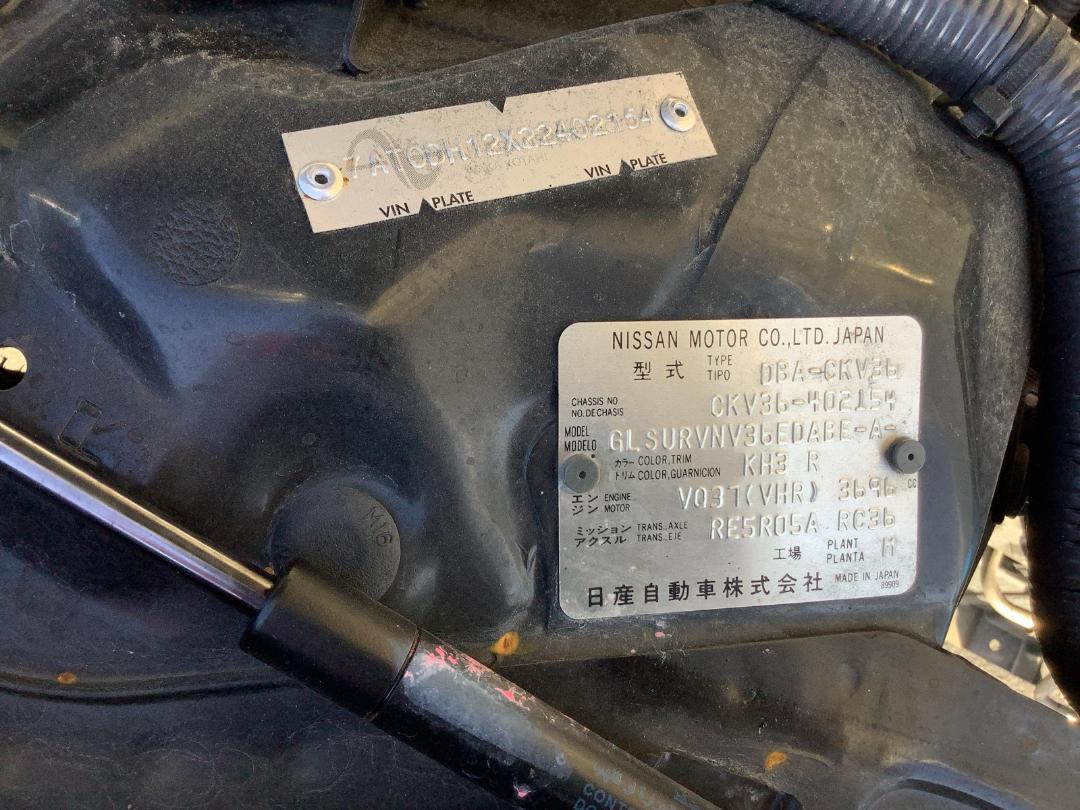 7AT0DH12X22402154
VIN PLATE VIN PLATE
NISSAN MOTOR CO.,LTD. JAPAN
型式 TYPE TIPO DBA-CKV36
CHASSIS NO
NO. DE CHASIS CKV36-402154
MODEL
MODELO GLSURVNV36EDABE-A-
カラー COLOR, TRIM
トリム COLOR, GUARNICION KH3 R
エンジン ENGINE MOTOR VQ37(VHR) 3696 CC
ミッション TRANS., AXLE
アクスル TRANS., EJE RE5R05A RC36
工場 PLANT PLANTA M
日産自動車株式会社 MADE IN JAPAN
89909
M16